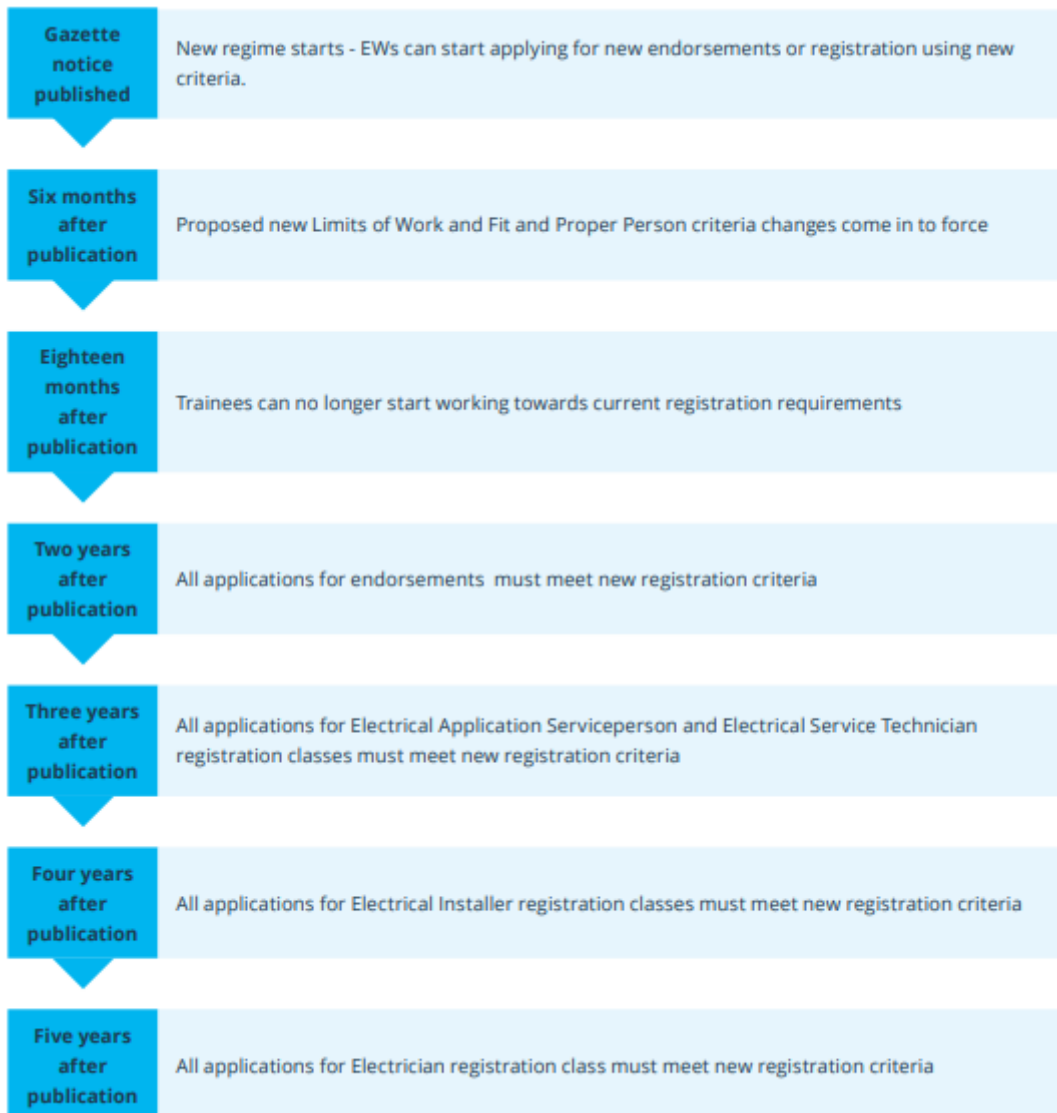 Gazette
notice
published
New regime starts - EWs can start applying for new endorsements or registration using new
criteria.
Six months
after
publication
Proposed new Limits of Work and Fit and Proper Person criteria changes come in to force
Eighteen
months
after
publication
Trainees can no longer start working towards current registration requirements
Two years
after
publication
All applications for endorsements must meet new registration criteria
Three years
after
publication
All applications for Electrical Application Serviceperson and Electrical Service Technician
registration classes must meet new registration criteria
Four years
after
publication
All applications for Electrical Installer registration classes must meet new registration criteria
Five years
after
publication
All applications for Electrician registration class must meet new registration criteria